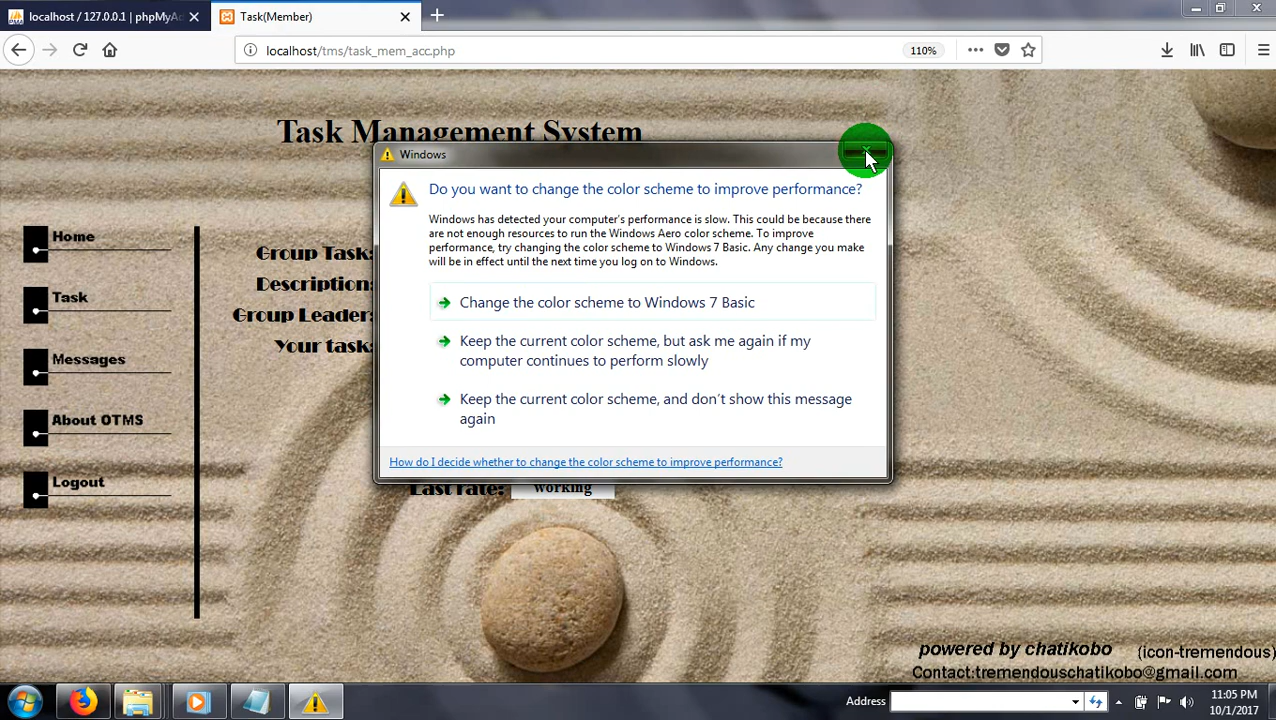 localhost / 127.0.0.1 | phpMyAd
Task(Member)
localhost/tms/task_mem_acc.php
110%
Task Management System
Windows
Do you want to change the color scheme to improve performance?
Windows has detected your computer's performance is slow. This could be because there
are not enough resources to run the Windows Aero color scheme. To improve
performance, try changing the color scheme to Windows 7 Basic. Any change you make
will be in effect until the next time you log on to Windows.
Change the color scheme to Windows 7 Basic
Keep the current color scheme, but ask me again if my
computer continues to perform slowly
Keep the current color scheme, and don't show this message
again
How do I decide whether to change the color scheme to improve performance?
Home
Task
Messages
About OTMS
Logout
Group Task:
Description:
Group Leader:
Your task:
Last rate: working
powered by chatikobo (icon-tremendous)
Contact:tremendouschatikobo@gmail.com
Address
11:05 PM
10/1/2017